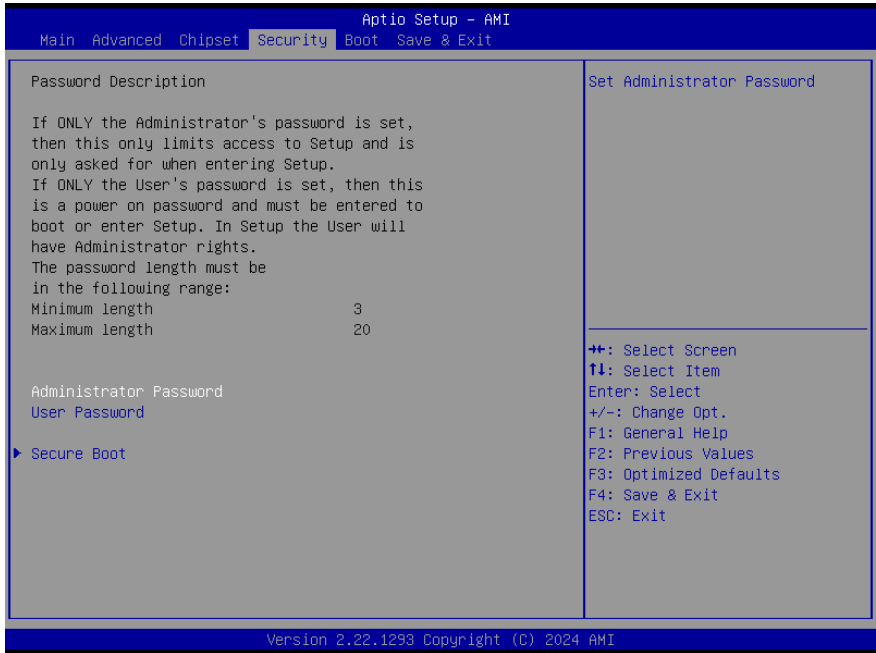 Aptio Setup – AMI
Main Advanced Chipset Security Boot Save & Exit
Password Description
If ONLY the Administrator's password is set,
then this only limits access to Setup and is
only asked for when entering Setup.
If ONLY the User's password is set, then this
is a power on password and must be entered to
boot or enter Setup. In Setup the User will
have Administrator rights.
The password length must be
in the following range:
Minimum length 3
Maximum length 20
Administrator Password
User Password
Secure Boot
Set Administrator Password
→←: Select Screen
↑↓: Select Item
Enter: Select
+/-: Change Opt.
F1: General Help
F2: Previous Values
F3: Optimized Defaults
F4: Save & Exit
ESC: Exit
Version 2.22.1293 Copyright (C) 2024 AMI